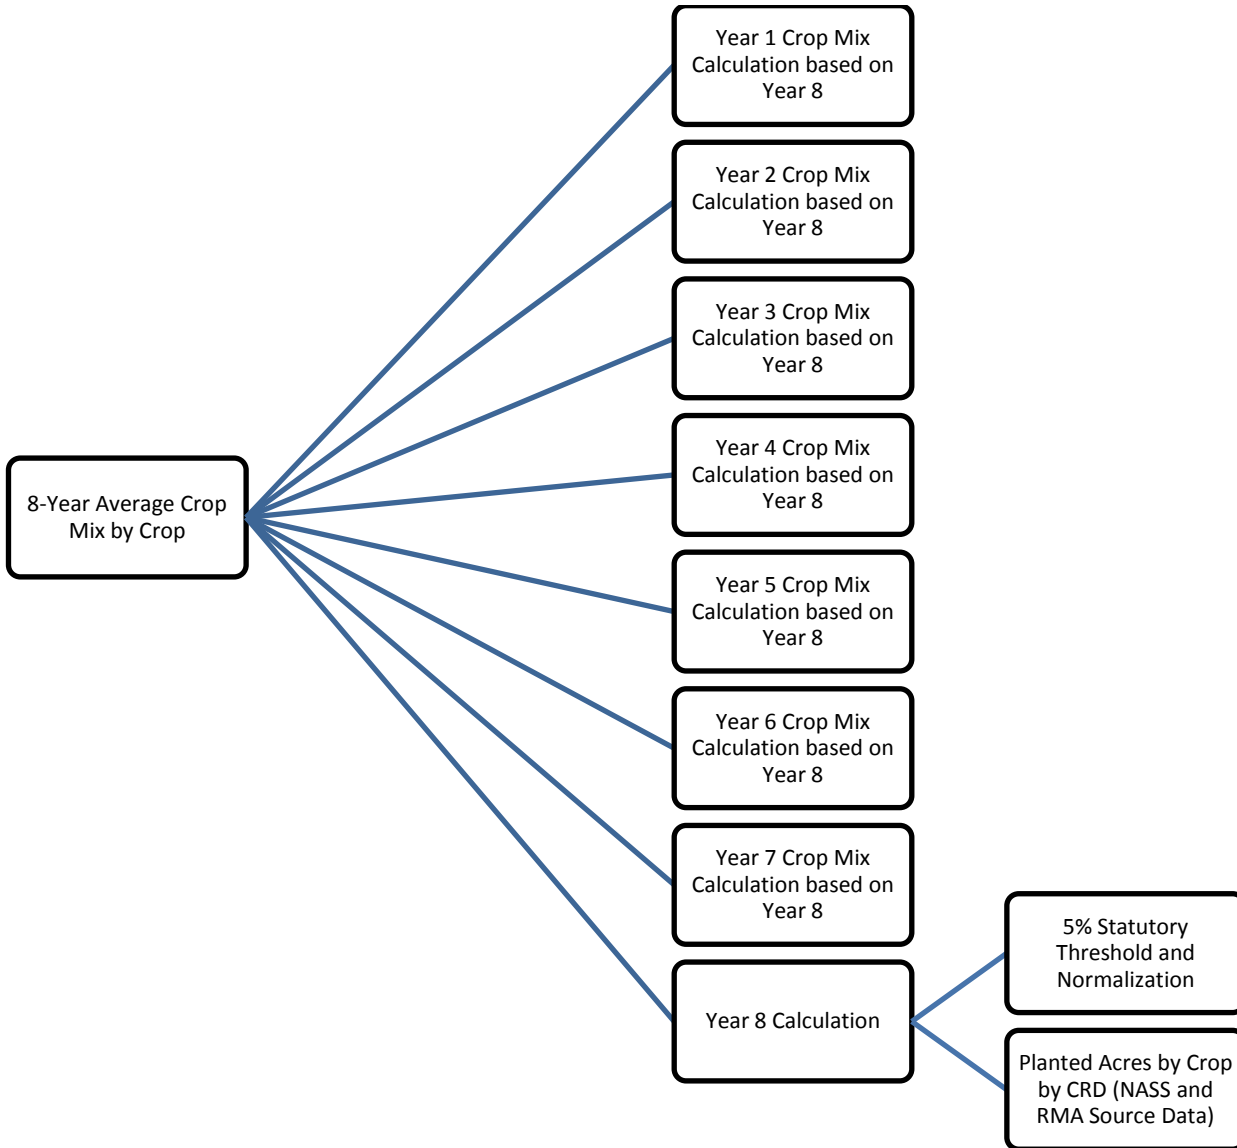 Year 1 Crop Mix
Calculation based on
Year 8
Year 2 Crop Mix
Calculation based on
Year 8
Year 3 Crop Mix
Calculation based on
Year 8
Year 4 Crop Mix
Calculation based on
Year 8
8-Year Average Crop
Mix by Crop
Year 5 Crop Mix
Calculation based on
Year 8
Year 6 Crop Mix
Calculation based on
Year 8
Year 7 Crop Mix
Calculation based on
Year 8
5% Statutory
Threshold and
Normalization
Year 8 Calculation
Planted Acres by Crop
by CRD (NASS and
RMA Source Data)